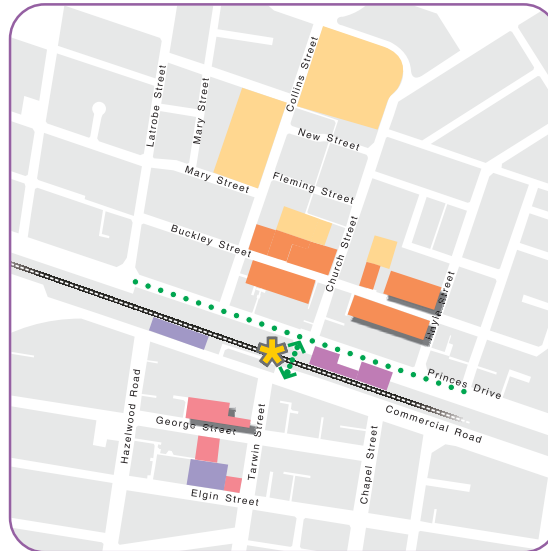 Collins Street
Latrobe Street
Mary Street
New Street
Mary Street
Fleming Street
Buckley Street
Church Street
Hoyle Street
Princes Drive
Commercial Road
Hazelwood Road
George Street
Tarwin Street
Chapel Street
Elgin Street